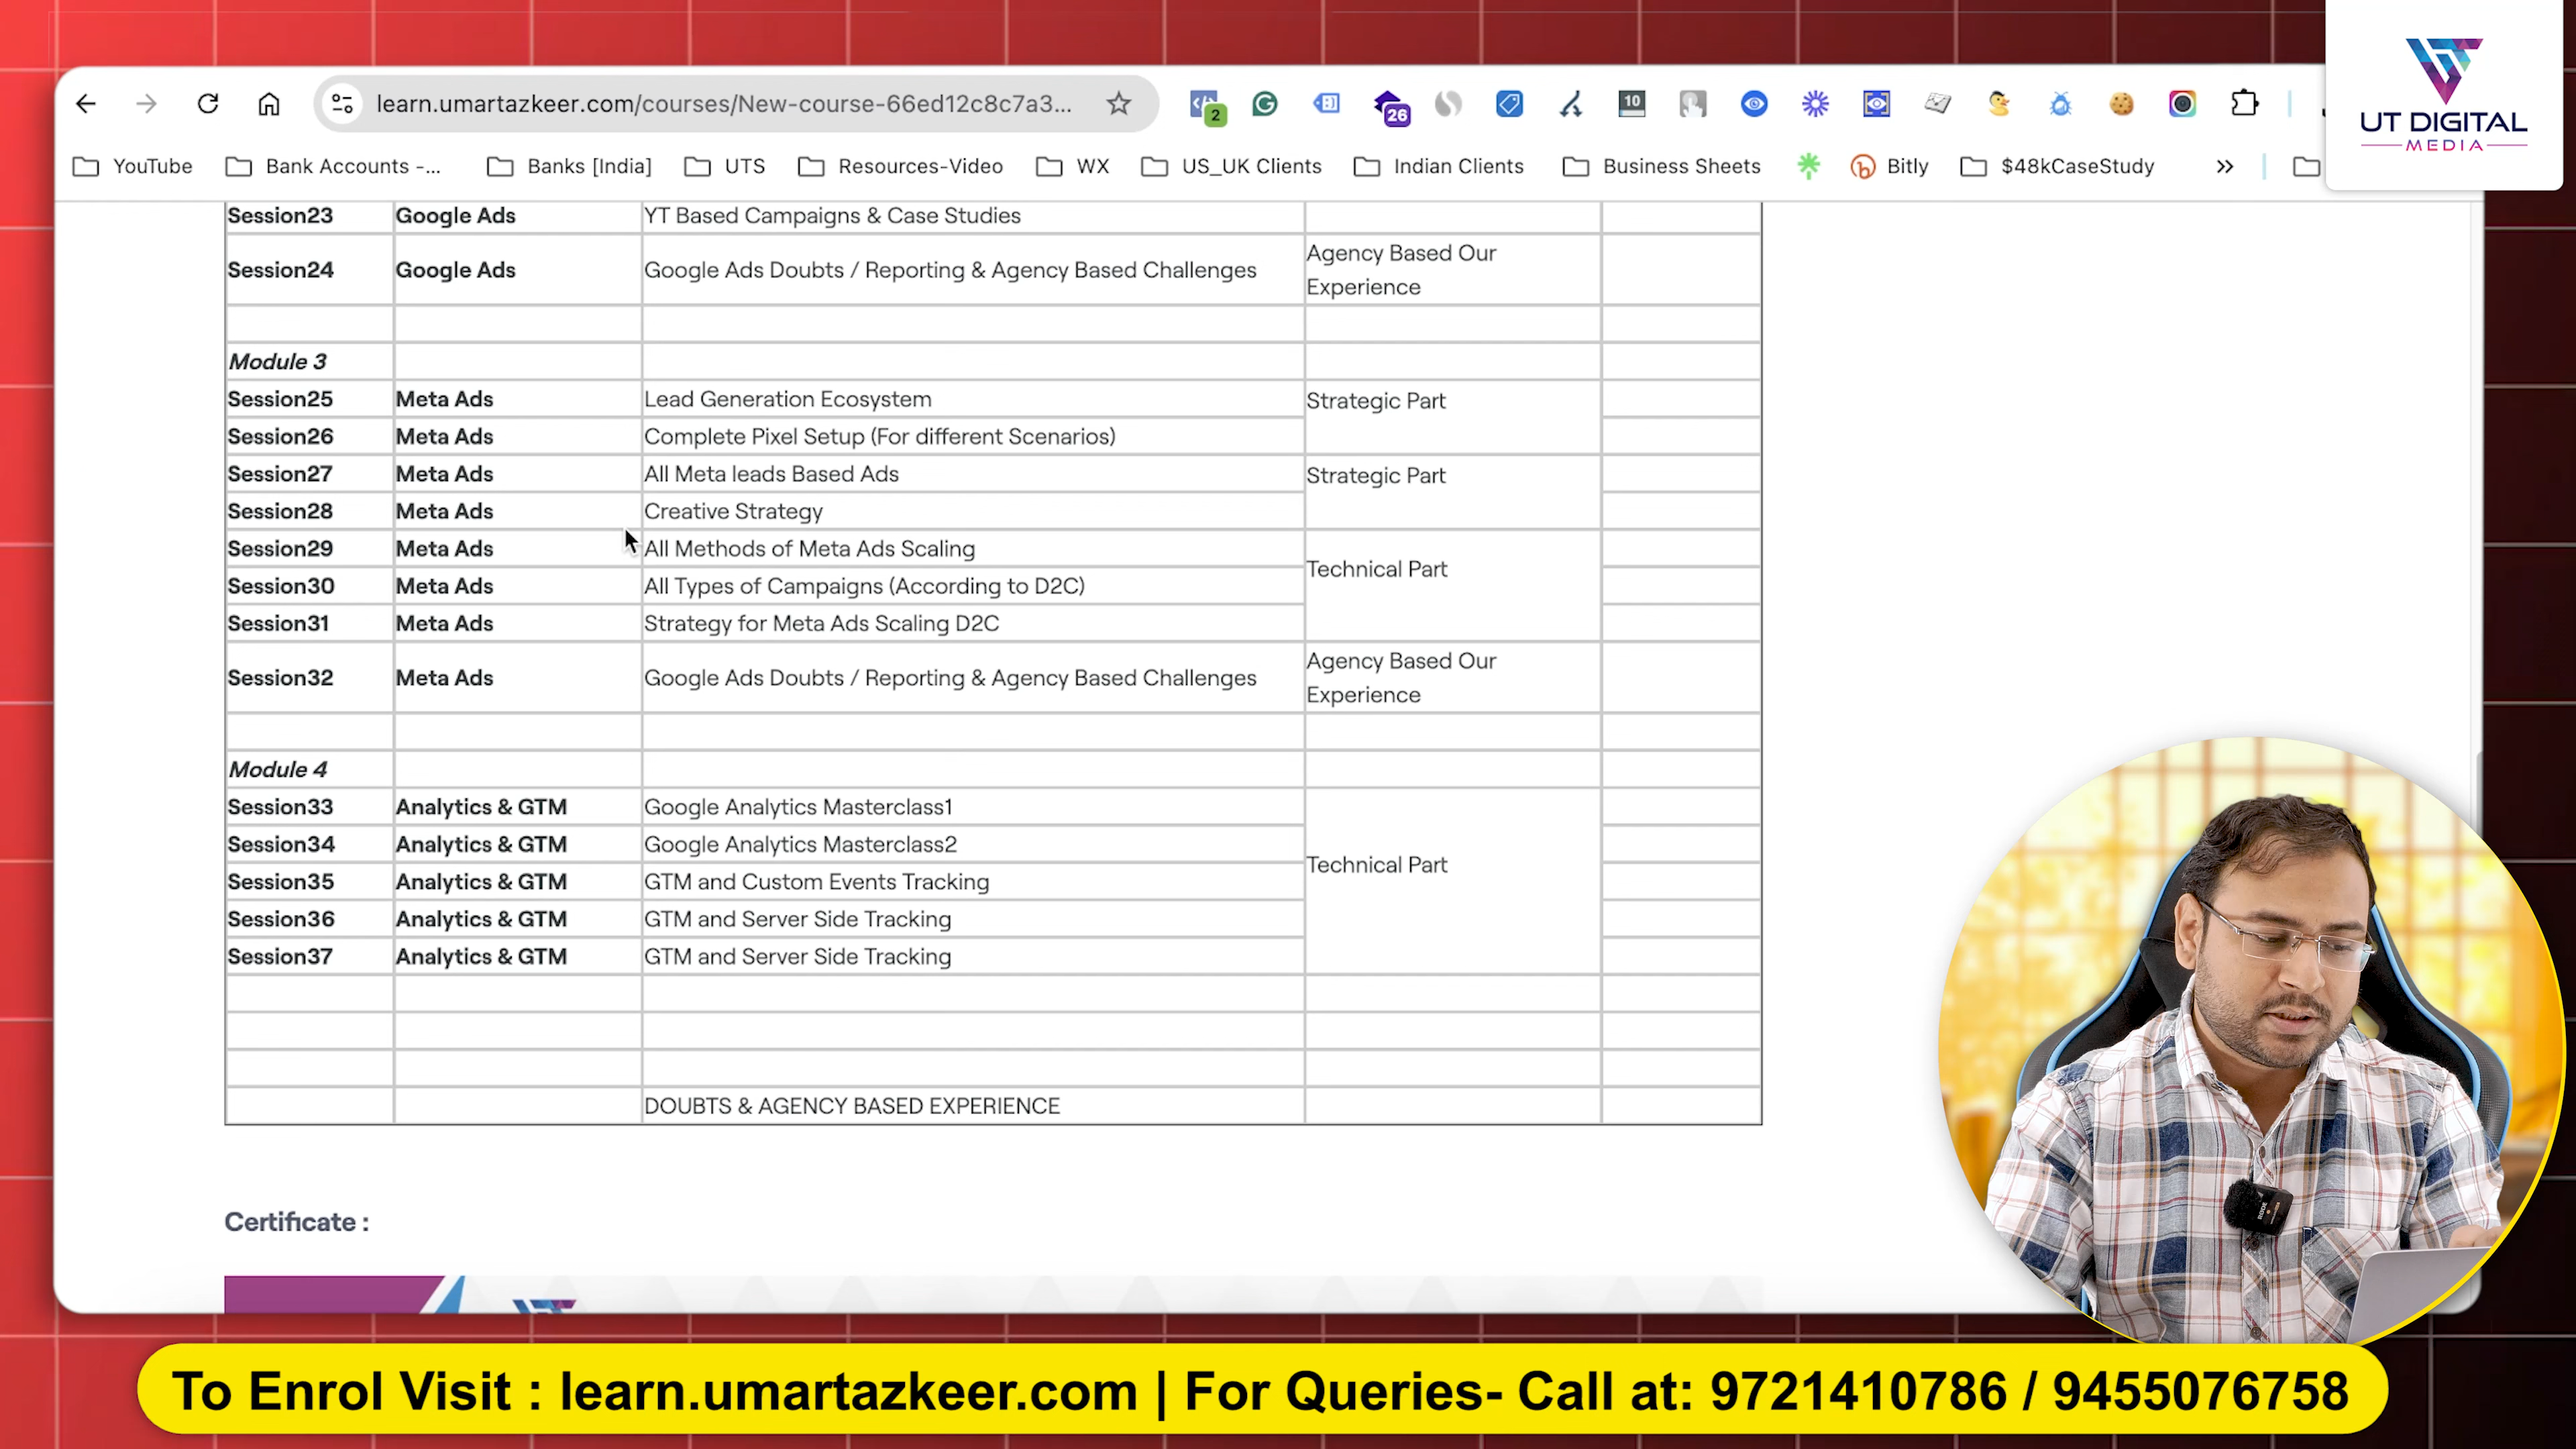 UT DIGITAL
MEDIA
learn.umartazkeer.com/courses/New-course-66ed12c8c7a3...
2
26
10
YouTube
Bank Accounts -...
Banks [India]
UTS
Resources-Video
WX
US_UK Clients
Indian Clients
Business Sheets
Bitly
$48kCaseStudy
»
Session23 Google Ads YT Based Campaigns & Case Studies
Session24 Google Ads Google Ads Doubts / Reporting & Agency Based Challenges Agency Based Our
Experience
Module 3
Session25 Meta Ads Lead Generation Ecosystem Strategic Part
Session26 Meta Ads Complete Pixel Setup (For different Scenarios)
Session27 Meta Ads All Meta leads Based Ads Strategic Part
Session28 Meta Ads Creative Strategy
Session29 Meta Ads All Methods of Meta Ads Scaling
Technical Part
Session30 Meta Ads All Types of Campaigns (According to D2C)
Session31 Meta Ads Strategy for Meta Ads Scaling D2C
Session32 Meta Ads Google Ads Doubts / Reporting & Agency Based Challenges Agency Based Our
Experience
Module 4
Session33 Analytics & GTM Google Analytics Masterclass1
Session34 Analytics & GTM Google Analytics Masterclass2
Technical Part
Session35 Analytics & GTM GTM and Custom Events Tracking
Session36 Analytics & GTM GTM and Server Side Tracking
Session37 Analytics & GTM GTM and Server Side Tracking
DOUBTS & AGENCY BASED EXPERIENCE
Certificate :
To Enrol Visit : learn.umartazkeer.com | For Queries- Call at: 9721410786 / 9455076758